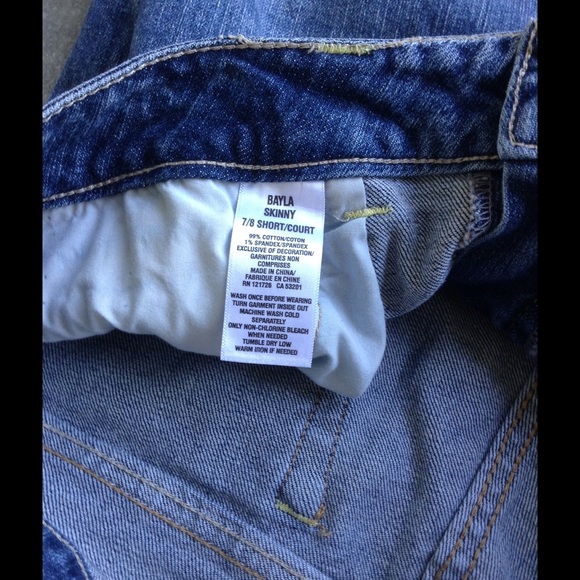 BAYLA
SKINNY
7/8 SHORT/COURT
99% COTTON/COTON
1% SPANDEX/SPANDEX
EXCLUSIVE OF DECORATION/
GARNITURES NON
COMPRISES
MADE IN CHINA/
FABRIQUE EN CHINE
RN 121726 CA 53201
WASH ONCE BEFORE WEARING
TURN GARMENT INSIDE OUT
MACHINE WASH COLD
SEPARATELY
ONLY NON-CHLORINE BLEACH
WHEN NEEDED
TUMBLE DRY LOW
WARM IRON IF NEEDED